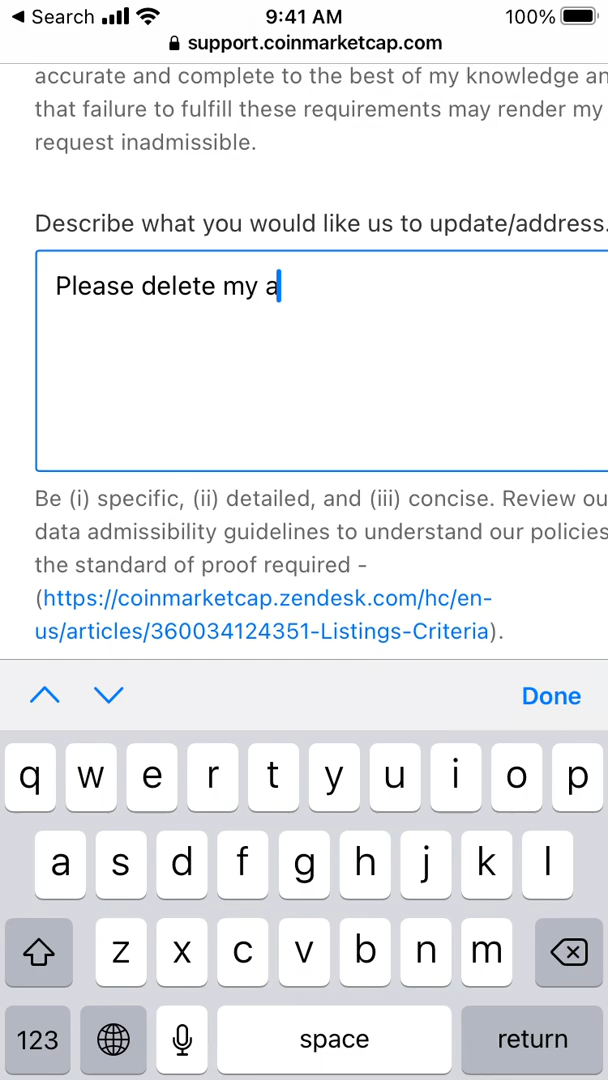 Search 9:41 AM 100%
support.coinmarketcap.com
accurate and complete to the best of my knowledge an
that failure to fulfill these requirements may render my
request inadmissible.
Describe what you would like us to update/address.
Please delete my a
Be (i) specific, (ii) detailed, and (iii) concise. Review ou
data admissibility guidelines to understand our policies
the standard of proof required -
(https://coinmarketcap.zendesk.com/hc/en-
us/articles/360034124351-Listings-Criteria).
Done
q w e r t y u i o p
a s d f g h j k l
z x c v b n m
123 space return